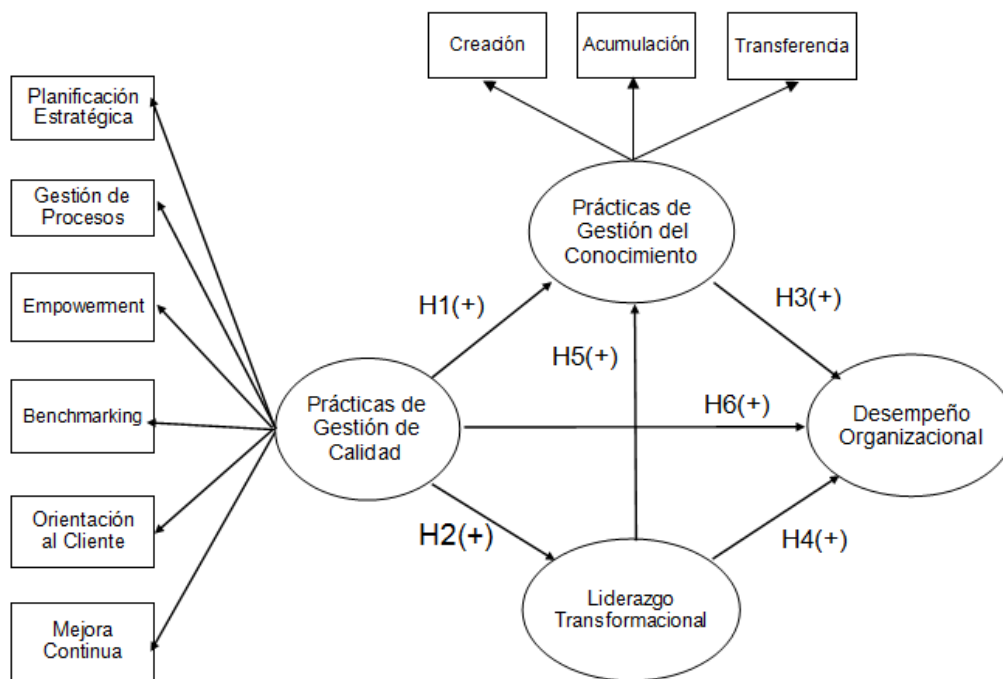 Creación
Acumulación
Transferencia
Planificación
Estratégica
Gestión de
Procesos
Empowerment
Benchmarking
Orientación
al Cliente
Mejora
Continua
Prácticas de
Gestión del
Conocimiento
H1(+)
H3(+)
H5(+)
Prácticas de
Gestión de
Calidad
H6(+)
Desempeño
Organizacional
H2(+)
H4(+)
Liderazgo
Transformacional